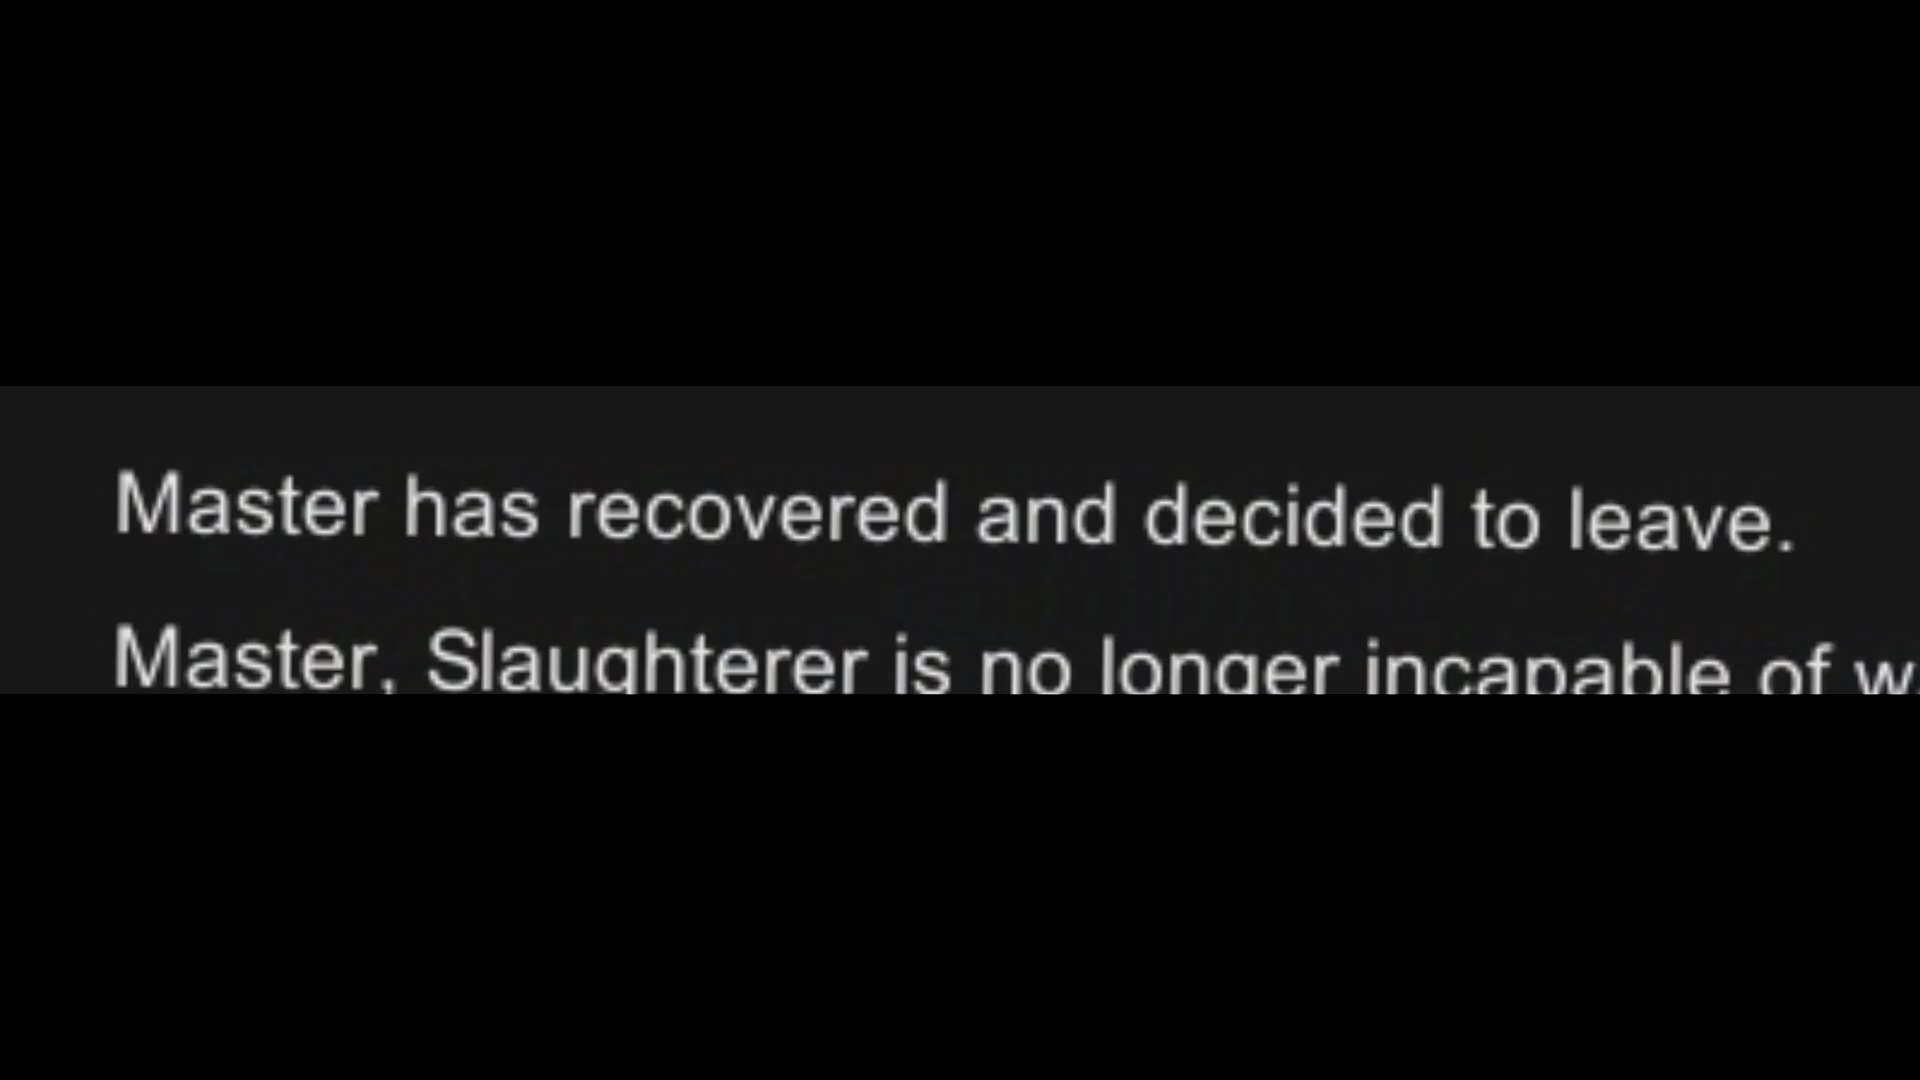 Master has recovered and decided to leave.
Master, Slaughterer is no longer incapable of